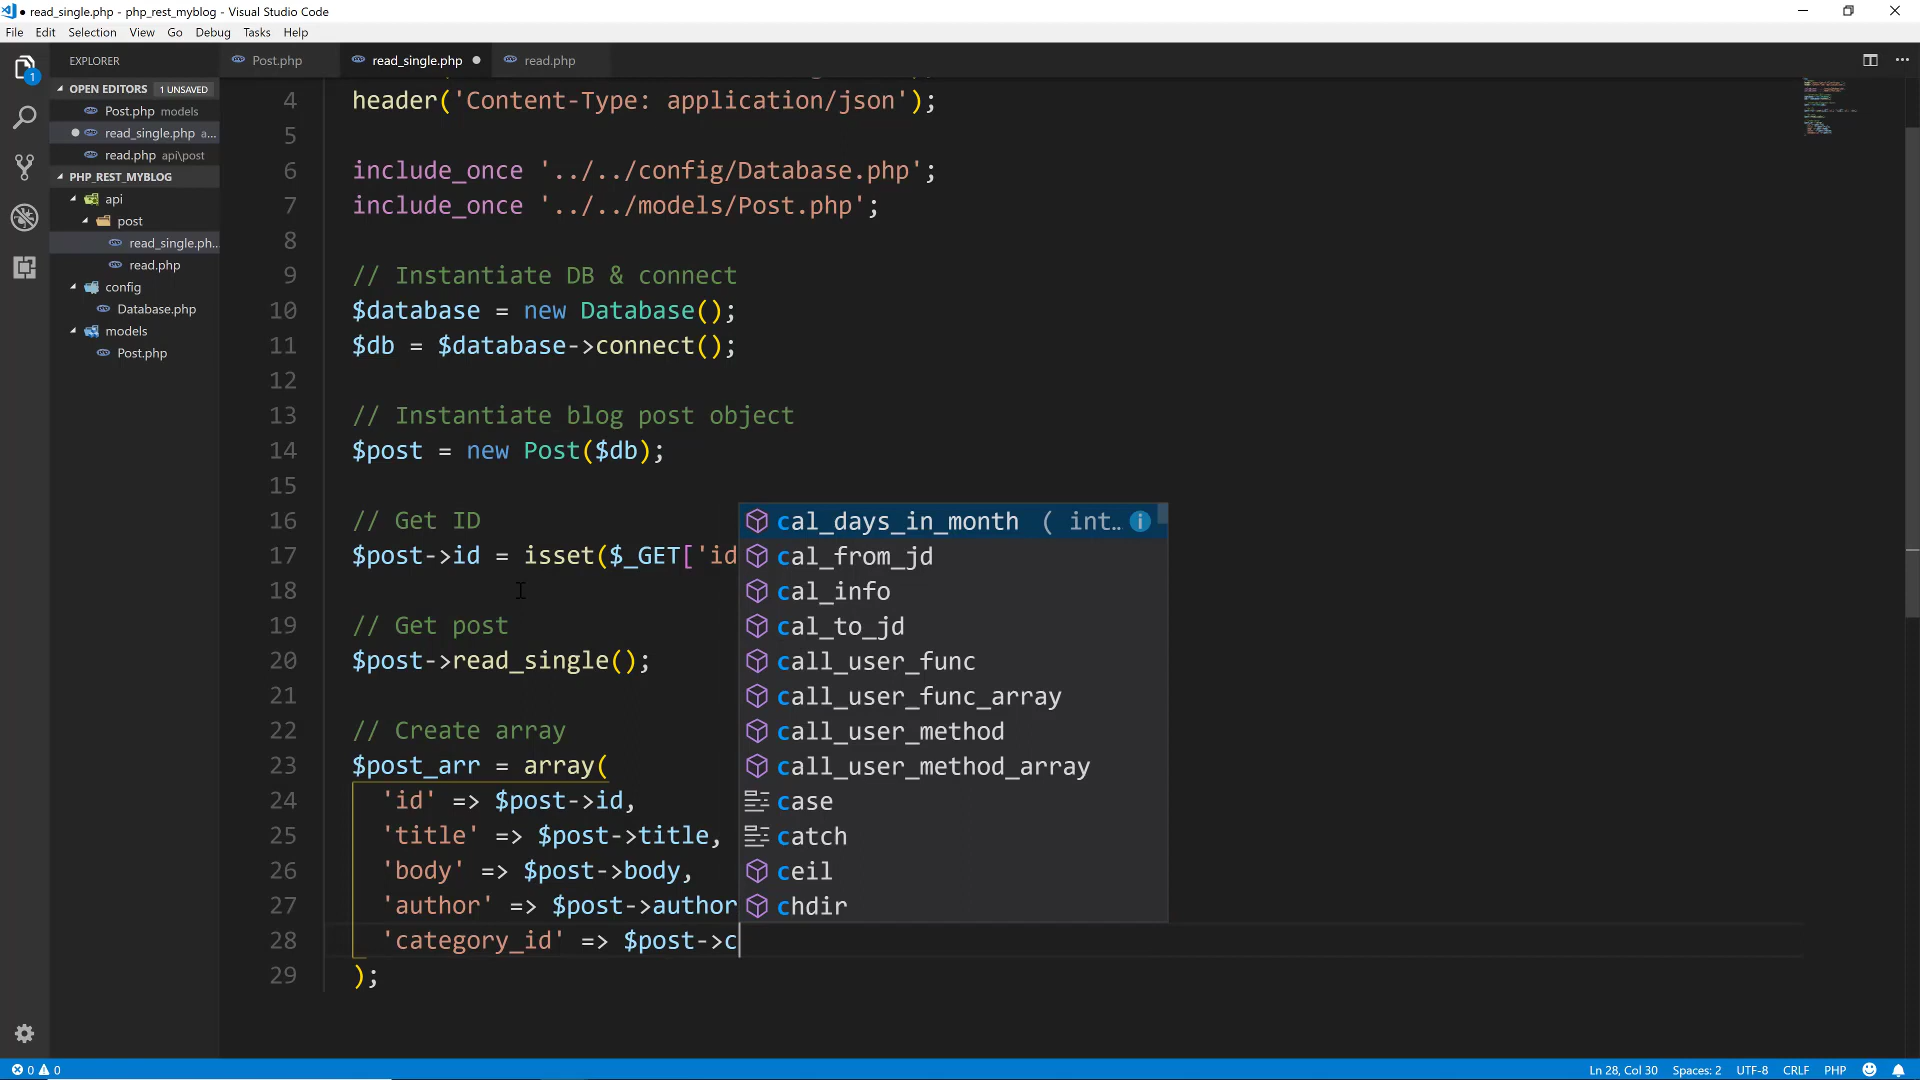 read_single.php - php_rest_myblog - Visual Studio Code
File Edit Selection View Go Debug Tasks Help
EXPLORER
OPEN EDITORS 1 UNSAVED
Post.php models
read_single.php a...
read.php api\post
PHP_REST_MYBLOG
api
post
read_single.ph...
read.php
config
Database.php
models
Post.php
1
Post.php read_single.php read.php
4 header('Content-Type: application/json');
5
6 include_once '../../config/Database.php';
7 include_once '../../models/Post.php';
8
9 // Instantiate DB & connect
10 $database = new Database();
11 $db = $database->connect();
12
13 // Instantiate blog post object
14 $post = new Post($db);
15
16 // Get ID
17 $post->id = isset($_GET['id
18
19 // Get post
20 $post->read_single();
21
22 // Create array
23 $post_arr = array(
24 'id' => $post->id,
25 'title' => $post->title,
26 'body' => $post->body,
27 'author' => $post->author
28 'category_id' => $post->c
29 );
cal_days_in_month ( int…
cal_from_jd
cal_info
cal_to_jd
call_user_func
call_user_func_array
call_user_method
call_user_method_array
case
catch
ceil
chdir
0 0 Ln 28, Col 30 Spaces: 2 UTF-8 CRLF PHP